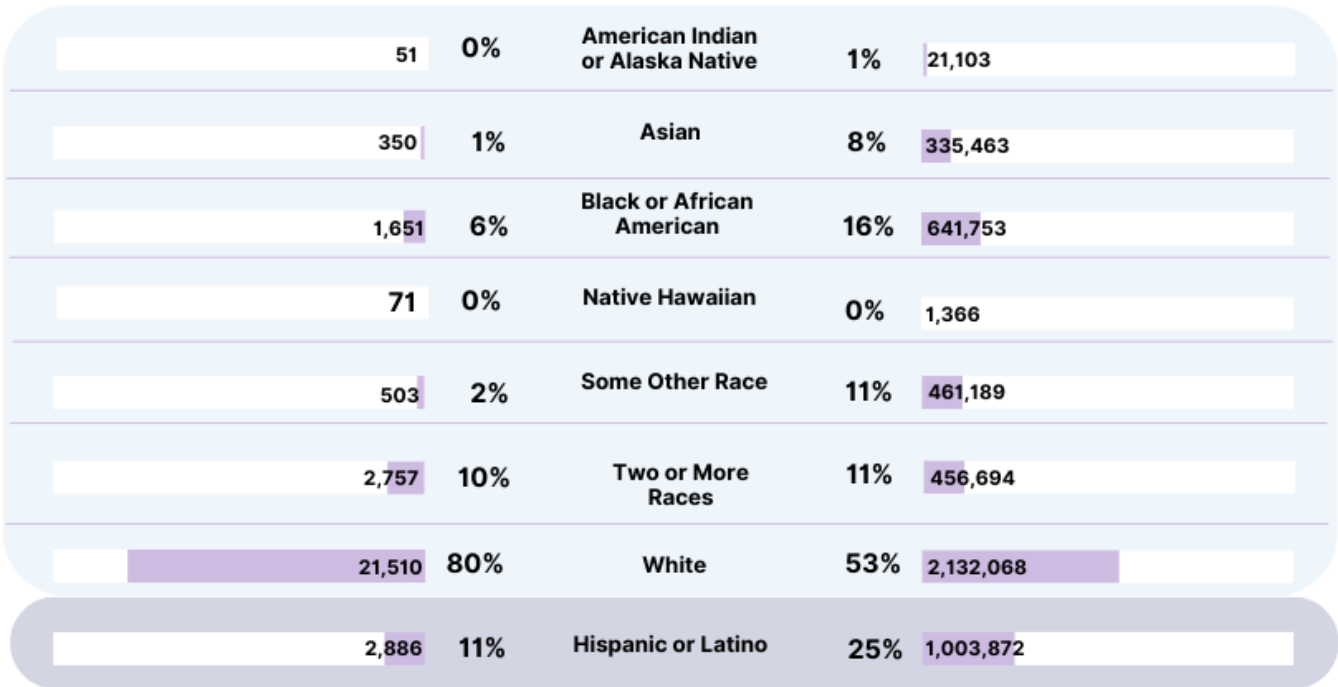 51 0% American Indian
or Alaska Native 1% 21,103
350 1% Asian 8% 335,463
1,651 6% Black or African
American 16% 641,753
71 0% Native Hawaiian 0% 1,366
503 2% Some Other Race 11% 461,189
2,757 10% Two or More
Races 11% 456,694
21,510 80% White 53% 2,132,068
2,886 11% Hispanic or Latino 25% 1,003,872